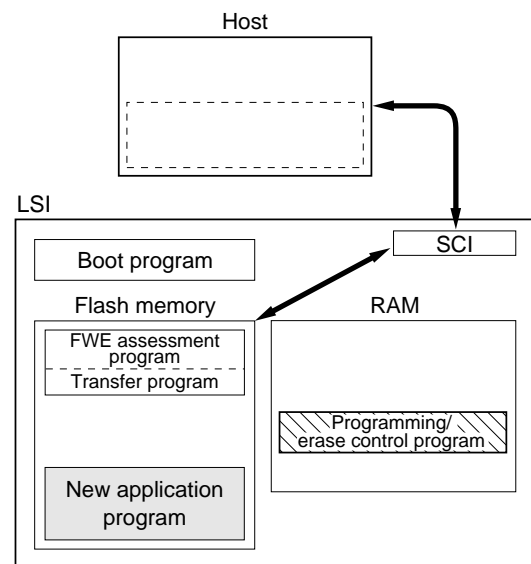 Host
LSI
SCI
Boot program
Flash memory
RAM
FWE assessment
program
Transfer program
Programming/
erase control program
New application
program